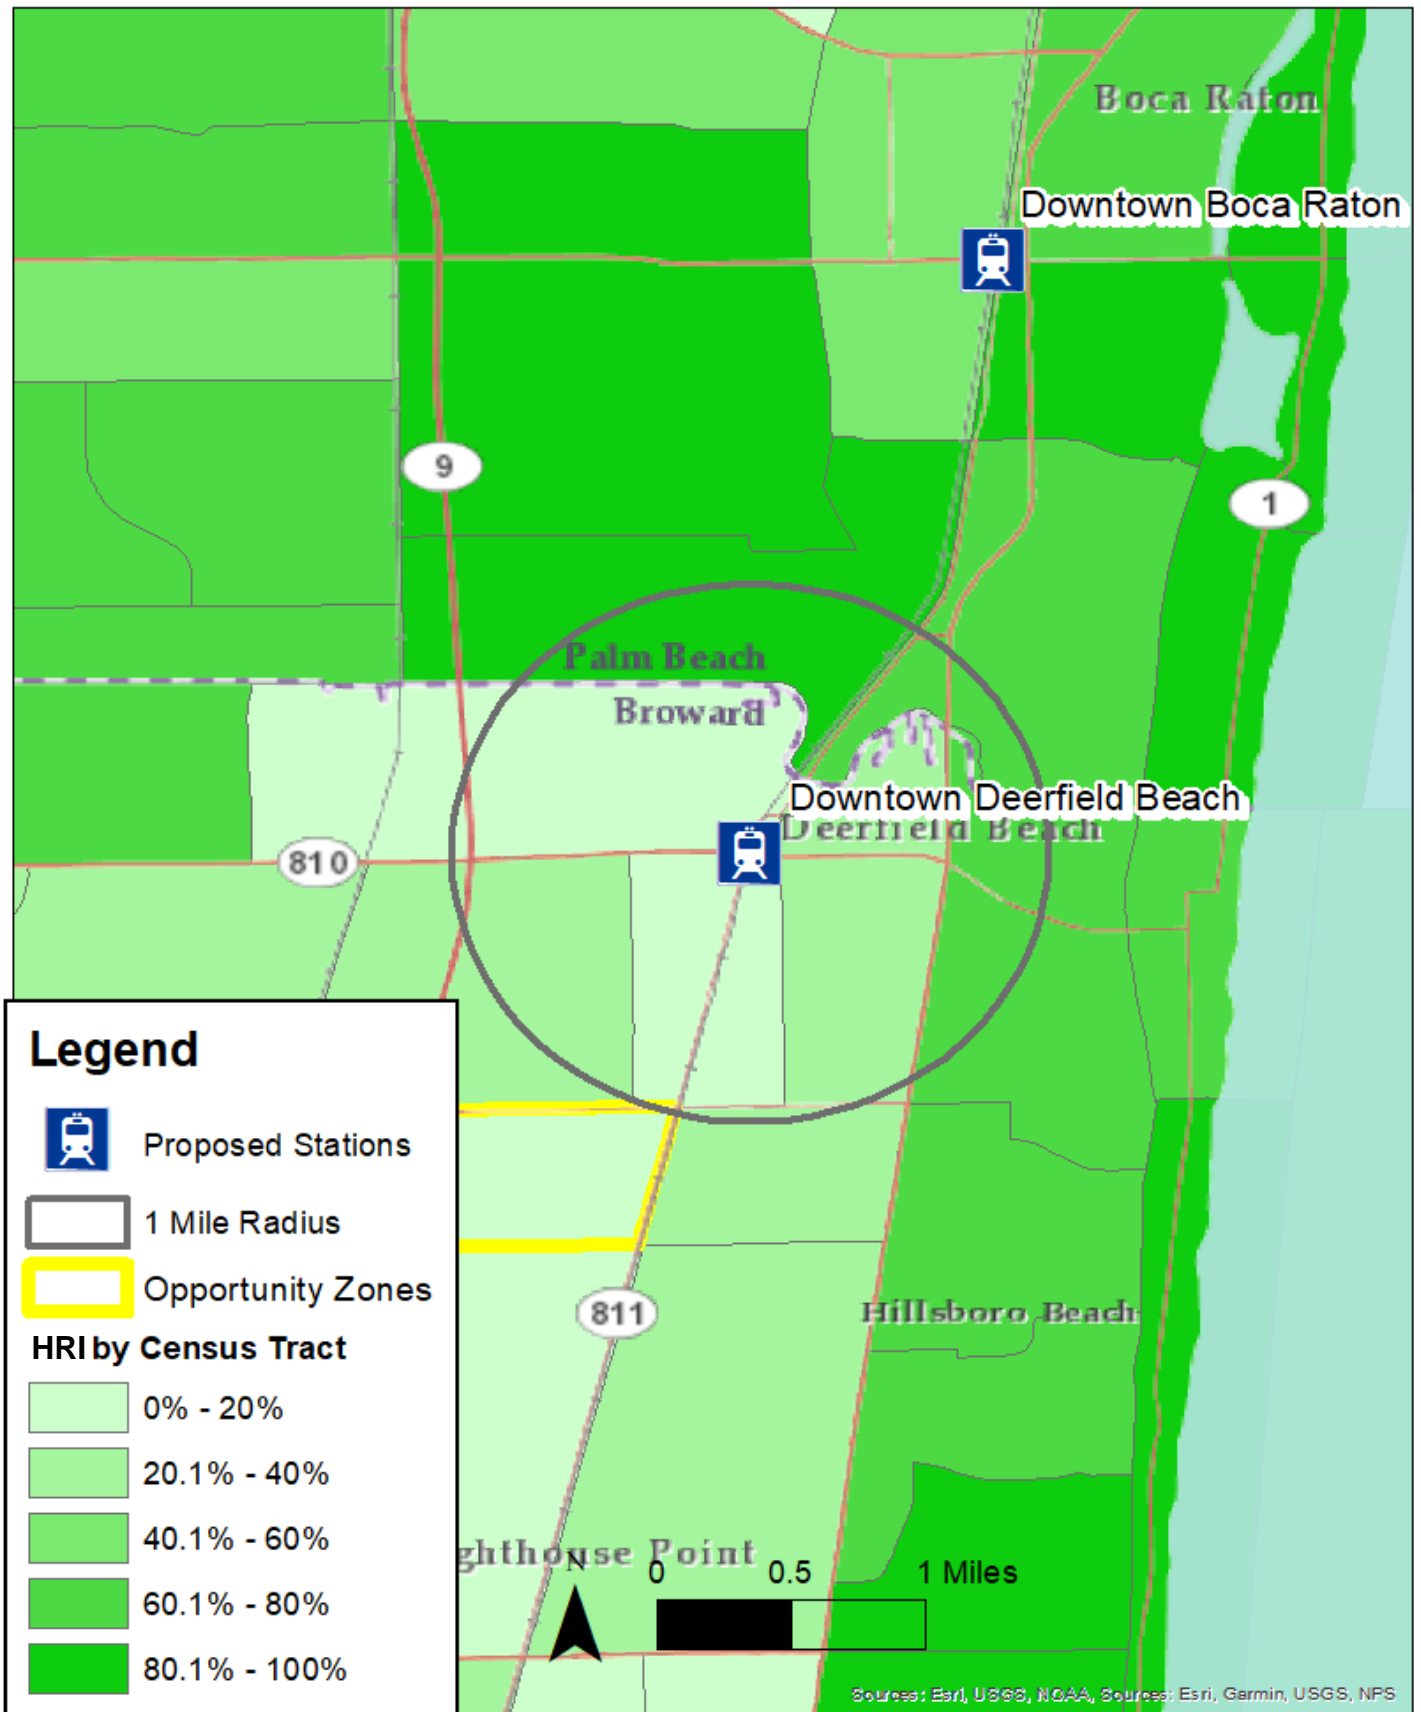 Boca Raton
Downtown Boca Raton
9
1
Palm Beach
Broward
Downtown Deerfield Beach
Deerfield Beach
810
Legend
Proposed Stations
1 Mile Radius
Opportunity Zones
HRI by Census Tract
0% - 20%
20.1% - 40%
40.1% - 60%
60.1% - 80%
80.1% - 100%
811
Hillsboro Beach
ghthouse Point
N
0 0.5 1 Miles
Sources: Esri, USGS, NOAA, Sources: Esri, Garmin, USGS, NPS